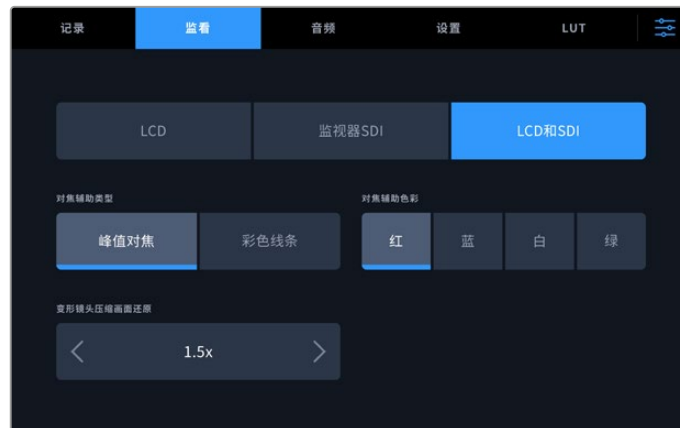 记录 监看 音频 设置 LUT
LCD 监视器SDI LCD和SDI
对焦辅助类型 对焦辅助色彩
峰值对焦 彩色线条 红 蓝 白 绿
变形镜头压缩画面还原
1.5x